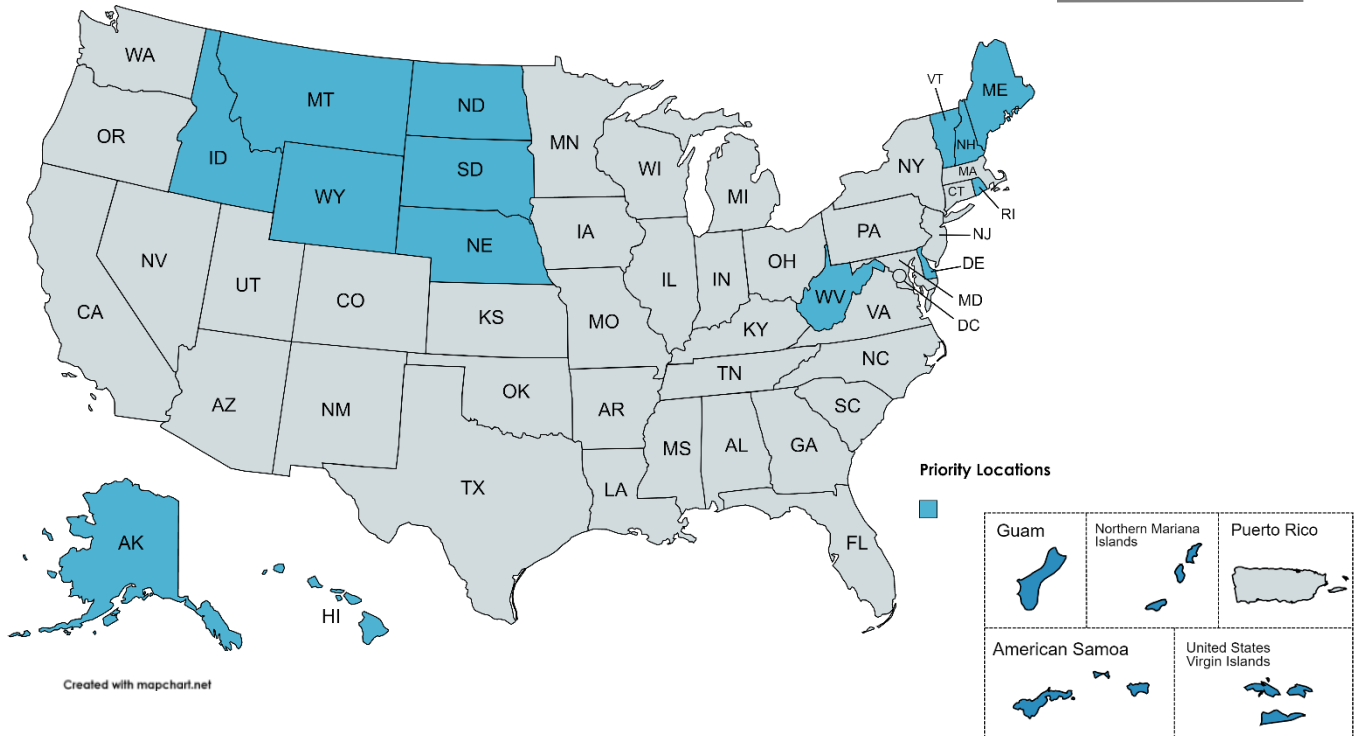 WA
MT
ND
VT
ME
OR
MN
ID
SD
WI
NY
NH
MA
WY
MI
CT
RI
NE
IA
PA
NJ
NV
OH
DE
UT
IL
IN
CO
WV
MD
CA
KS
MO
VA
DC
KY
NC
TN
OK
AZ
NM
AR
SC
MS
AL
GA
TX
LA
Priority Locations
FL
AK
HI
Guam
Northern Mariana
Islands
Puerto Rico
American Samoa
United States
Virgin Islands
Created with mapchart.net